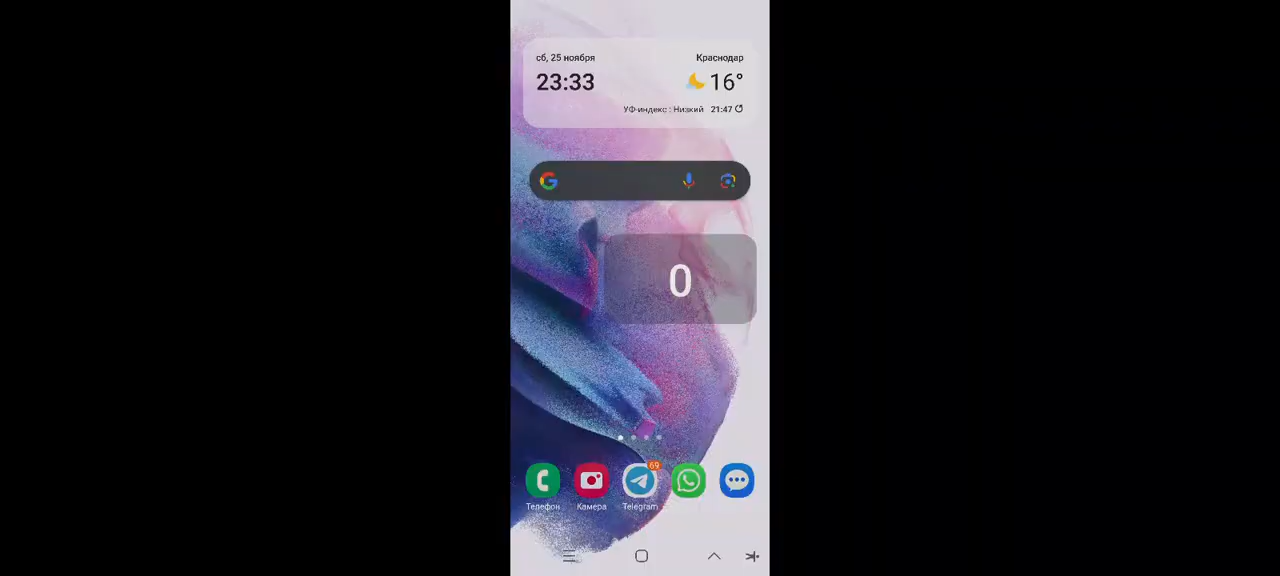 сб, 25 ноября Краснодар
23:33 16°
УФ-индекс : Низкий 21:47
0
69
Телефон Камера Telegram